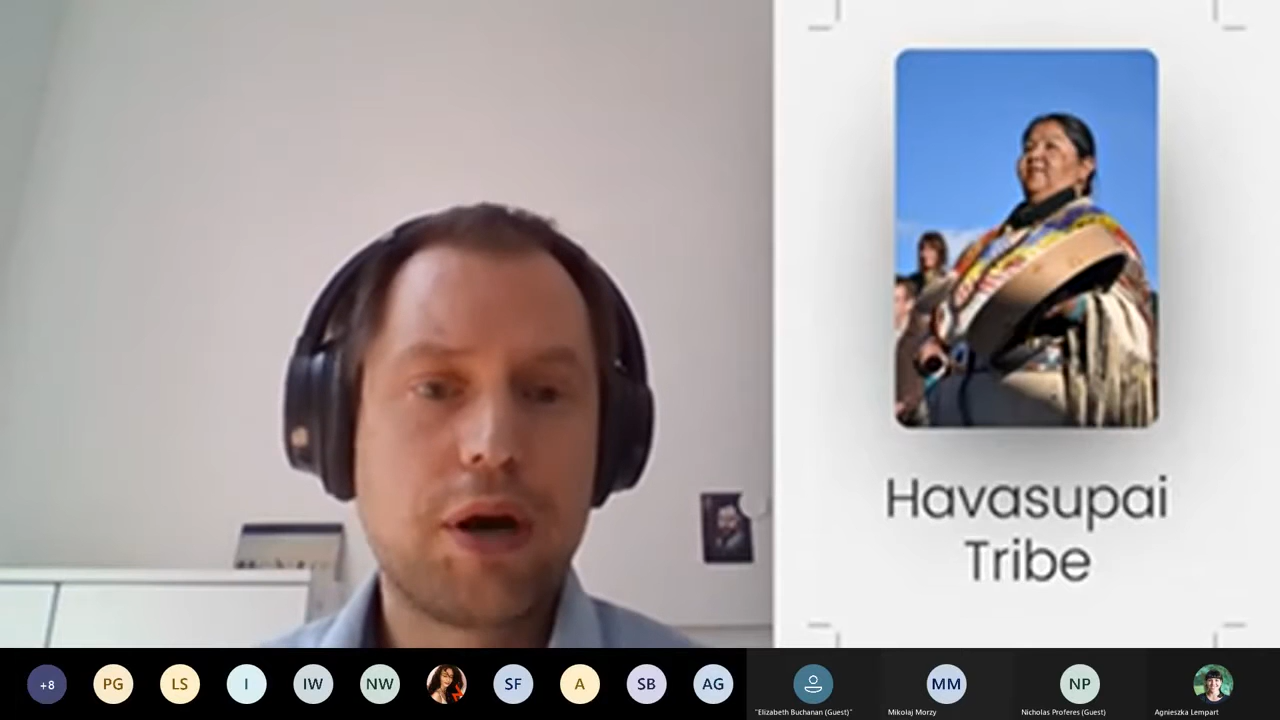 Havasupai
Tribe
+8
PG
LS
I
IW
NW
SF
A
SB
AG
MM
NP
"Elizabeth Buchanan (Guest)"
Mikołaj Morzy
Nicholas Proferes (Guest)
Agnieszka Lempart